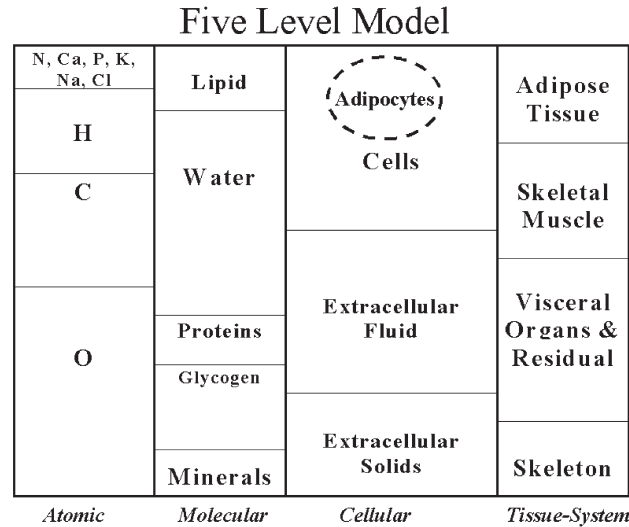 Five Level Model
N, Ca, P, K,
Na, Cl
H
C
O
Lipid
Water
Proteins
Glycogen
Minerals
Adipocytes
Cells
Extracellular
Fluid
Extracellular
Solids
Adipose
Tissue
Skeletal
Muscle
Visceral
Organs &
Residual
Skeleton
Atomic
Molecular
Cellular
Tissue-System